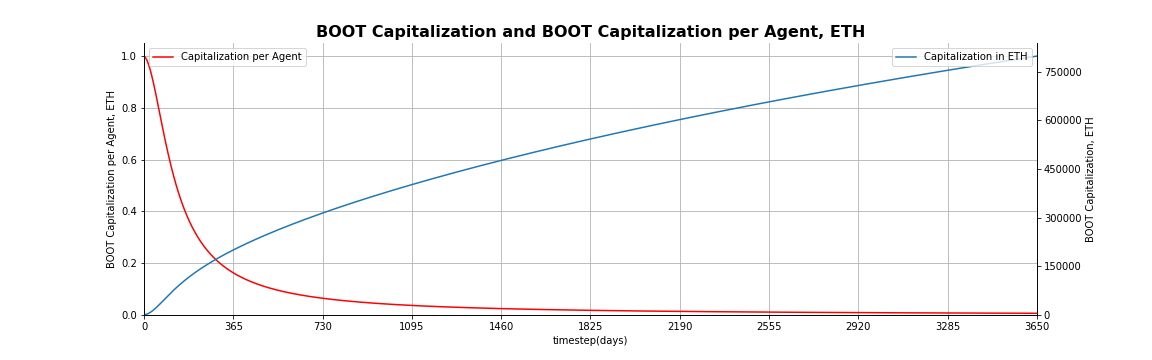 BOOT Capitalization and BOOT Capitalization per Agent, ETH
Capitalization per Agent
Capitalization in ETH
BOOT Capitalization per Agent, ETH
1.0
0.8
0.6
0.4
0.2
0.0
750000
600000
450000
300000
150000
0
BOOT Capitalization, ETH
0 365 730 1095 1460 1825 2190 2555 2920 3285 3650
timestep(days)